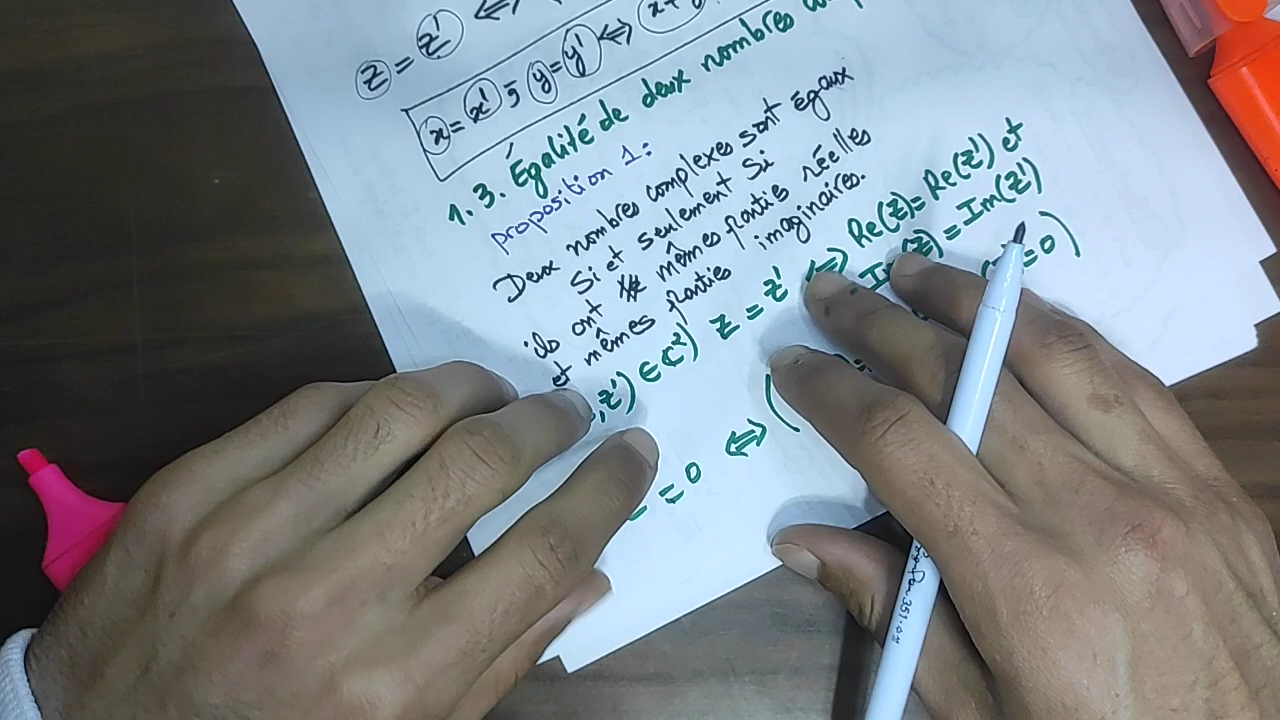 z = z' ⇔
x = x' ; y = y' ⇔
1. 3. Égalité de deux nombres
proposition 1:
Deux nombres complexes sont égaux
Si et seulement Si
ils ont mêmes parties réelles
et mêmes parties imaginaires.
,z') ∈ ℂ²) z = z' ⇔ Re(z) = Re(z') et
Im(z) = Im(z')
= 0 ⇔ ( = 0 )